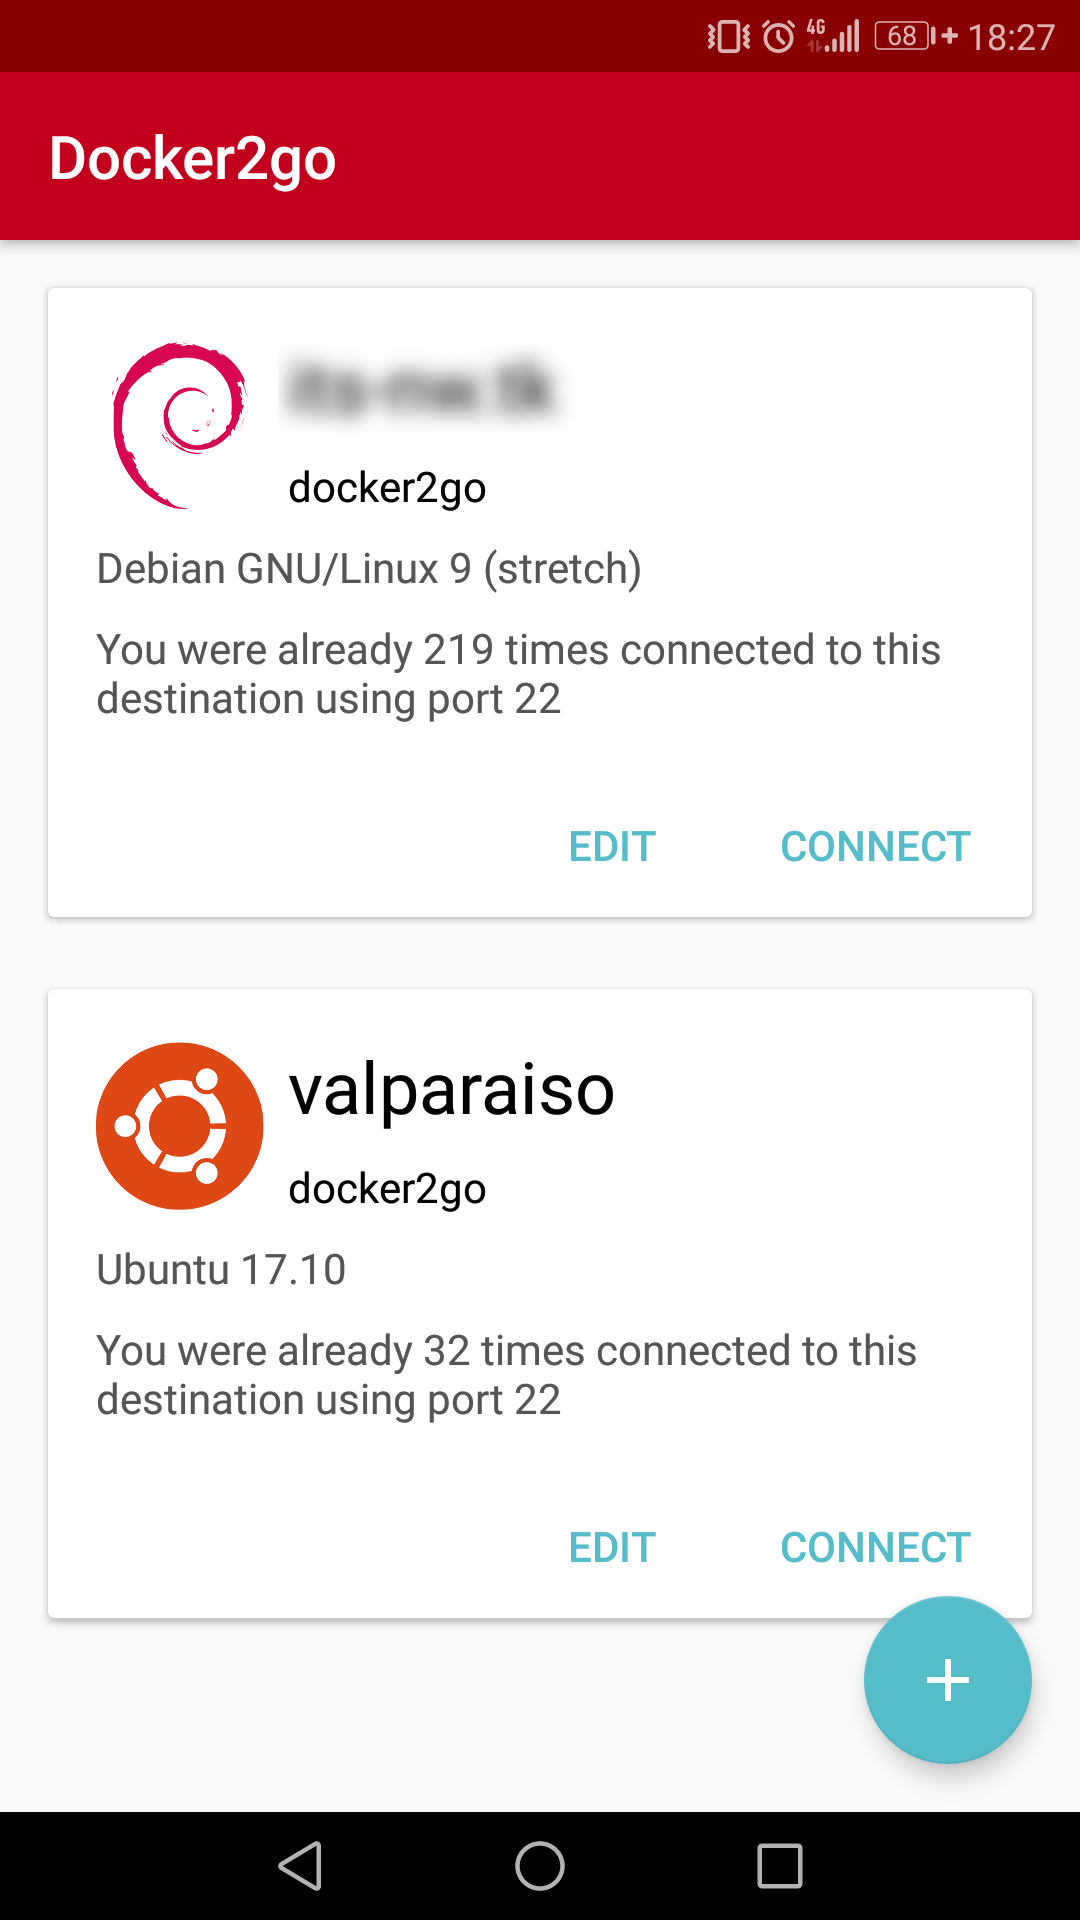 4G 68 18:27
Docker2go
docker2go
Debian GNU/Linux 9 (stretch)
You were already 219 times connected to this
destination using port 22
EDIT CONNECT
valparaiso
docker2go
Ubuntu 17.10
You were already 32 times connected to this
destination using port 22
EDIT CONNECT